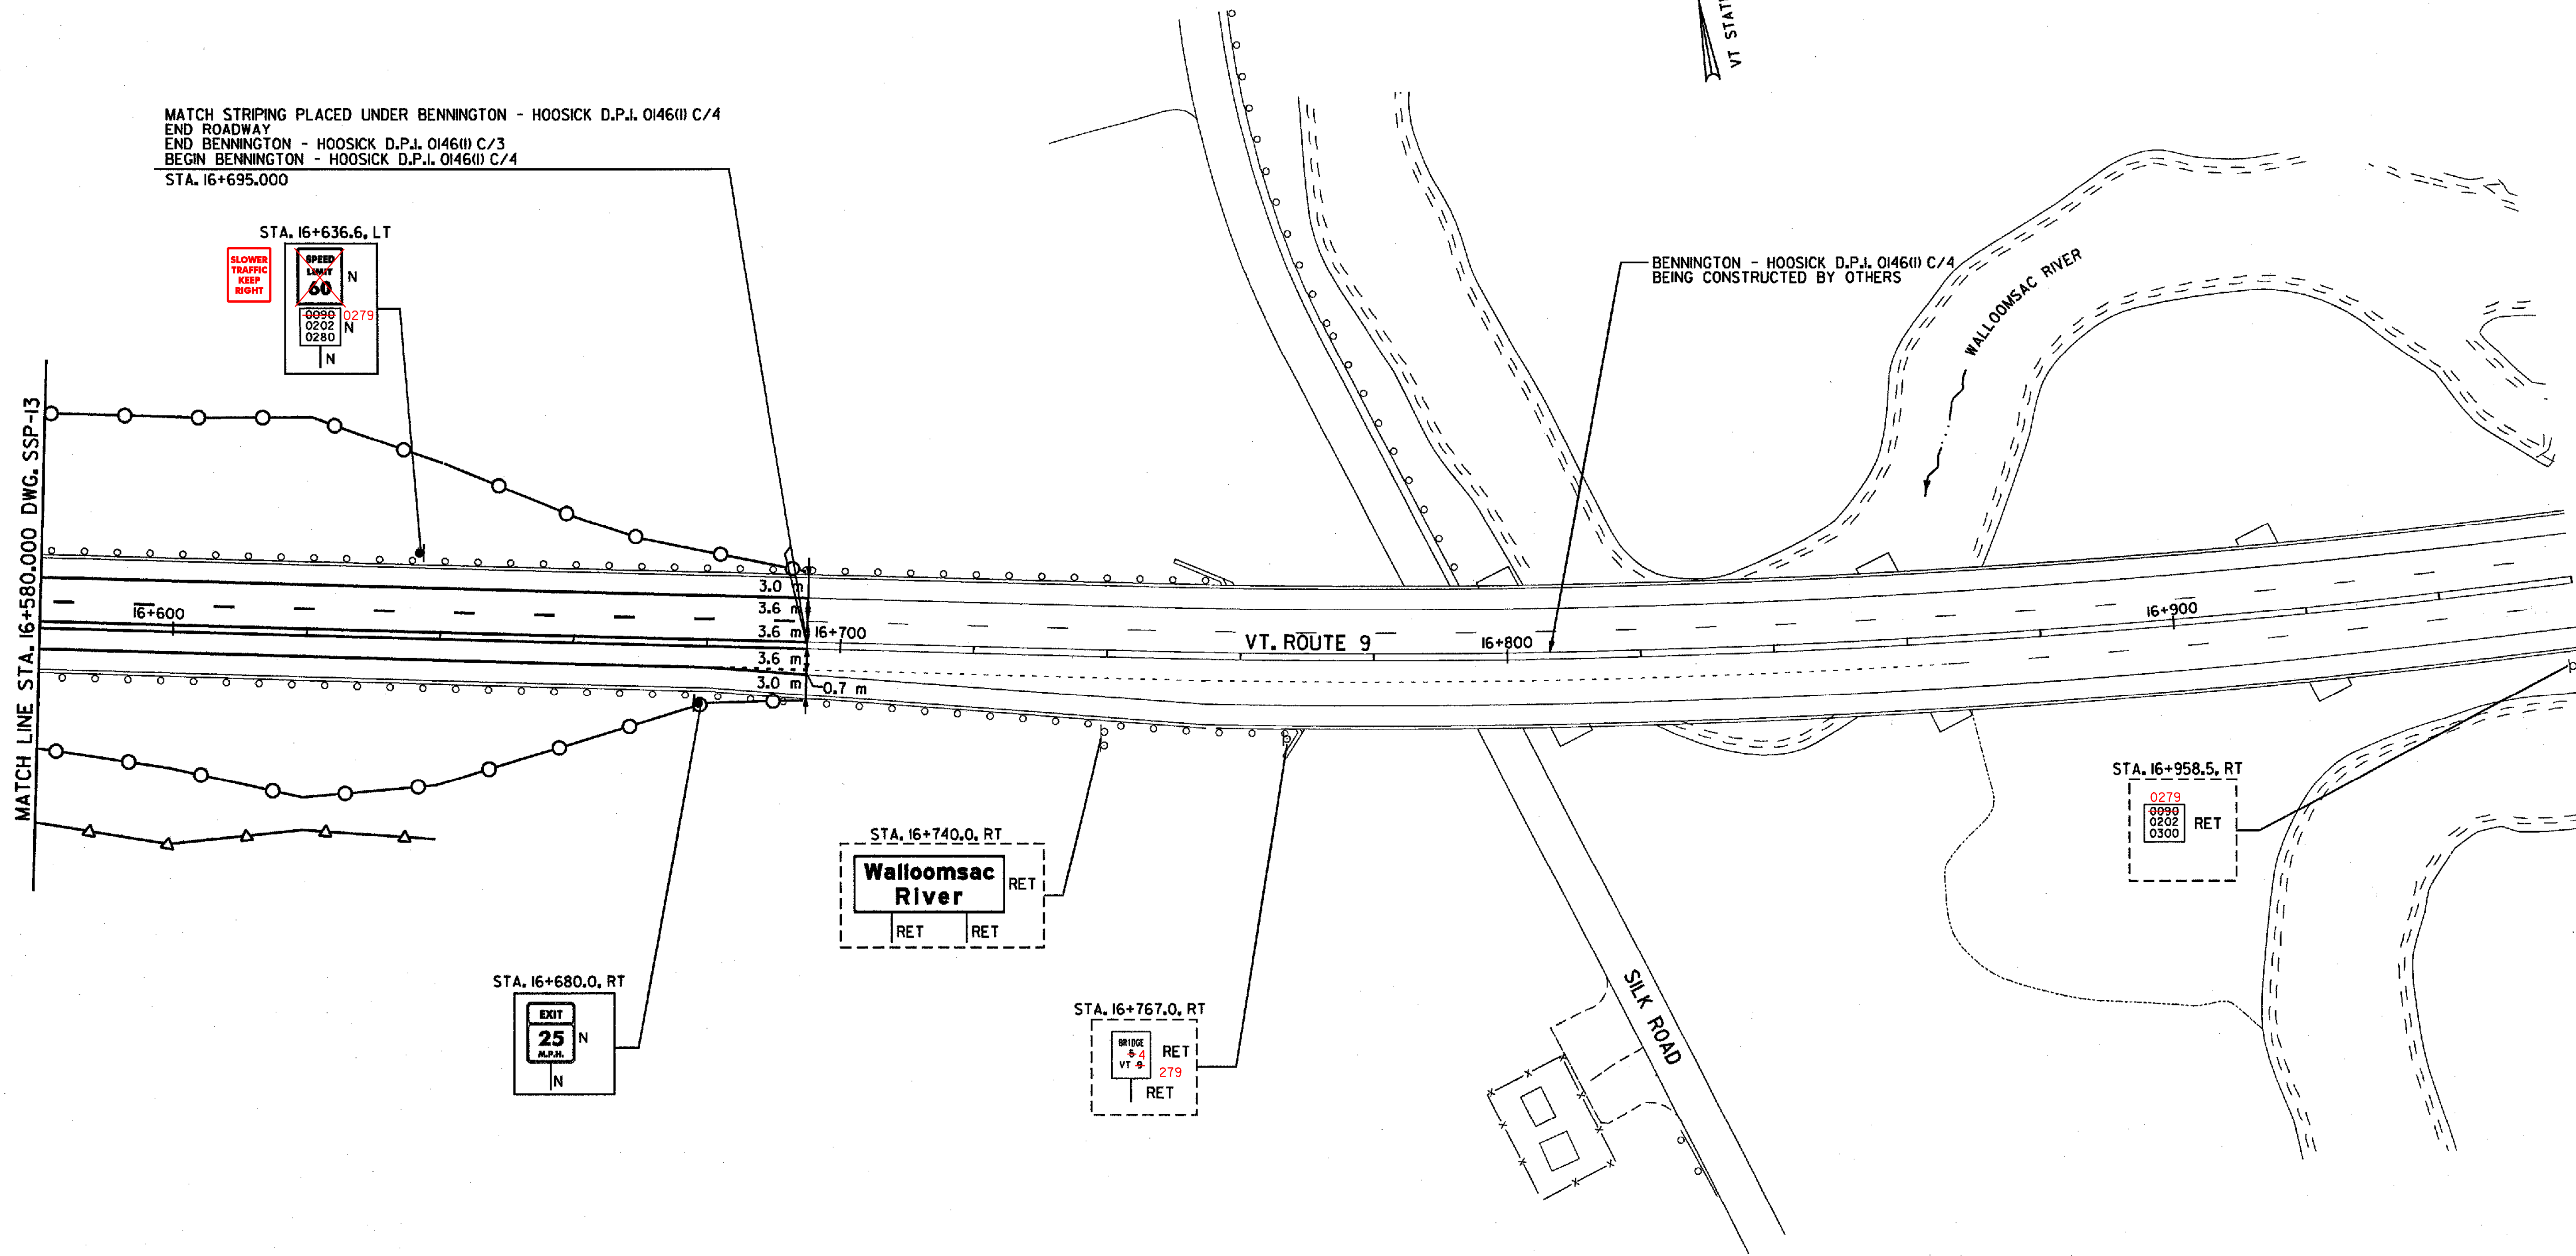 VT STAT
MATCH STRIPING PLACED UNDER BENNINGTON - HOOSICK D.P.I. 0146(1) C/4
END ROADWAY
END BENNINGTON - HOOSICK D.P.I. 0146(1) C/3
BEGIN BENNINGTON - HOOSICK D.P.I. 0146(1) C/4
STA. 16+695.000
STA. 16+636.6, LT
SLOWER
TRAFFIC
KEEP
RIGHT
SPEED
LIMIT
60
N
0090 0279
0202
0280
N
N
BENNINGTON - HOOSICK D.P.I. 0146(1) C/4
BEING CONSTRUCTED BY OTHERS
WALLOOMSAC RIVER
MATCH LINE STA. 16+580.000 DWG. SSP-13
16+600
3.0 m
3.6 m
3.6 m
16+700
3.6 m
3.0 m
0.7 m
VT. ROUTE 9
16+800
16+900
STA. 16+740.0, RT
Walloomsac
River
RET
RET
RET
STA. 16+958.5, RT
0279
0090
0202
0300
RET
STA. 16+680.0, RT
EXIT
25
M.P.H.
N
N
STA. 16+767.0, RT
BRIDGE
5 4
VT 9
279
RET
RET
SILK ROAD